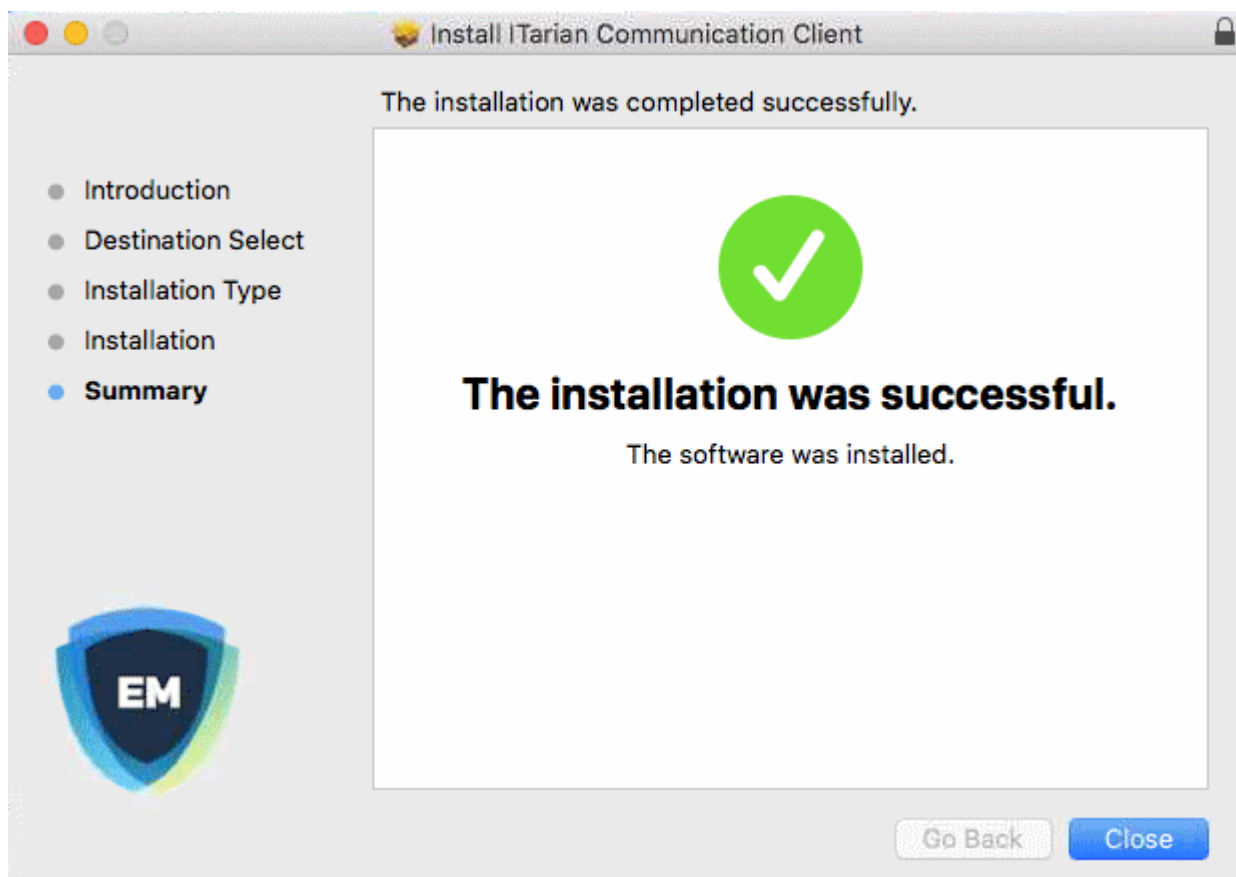 Install ITarian Communication Client
The installation was completed successfully.
Introduction
Destination Select
Installation Type
Installation
Summary
The installation was successful.
The software was installed.
EM
Go Back
Close